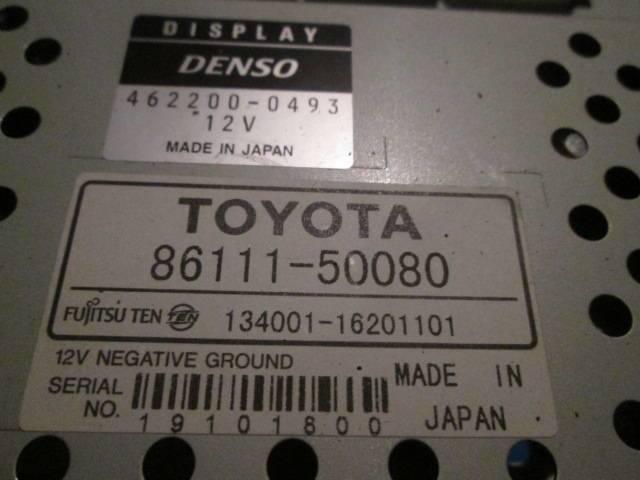 DISPLAY
DENSO
462200-0493
12V
MADE IN JAPAN
TOYOTA
86111-50080
FUJITSU TEN TEN 134001-16201101
12V NEGATIVE GROUND
SERIAL NO. 19101800
MADE IN JAPAN